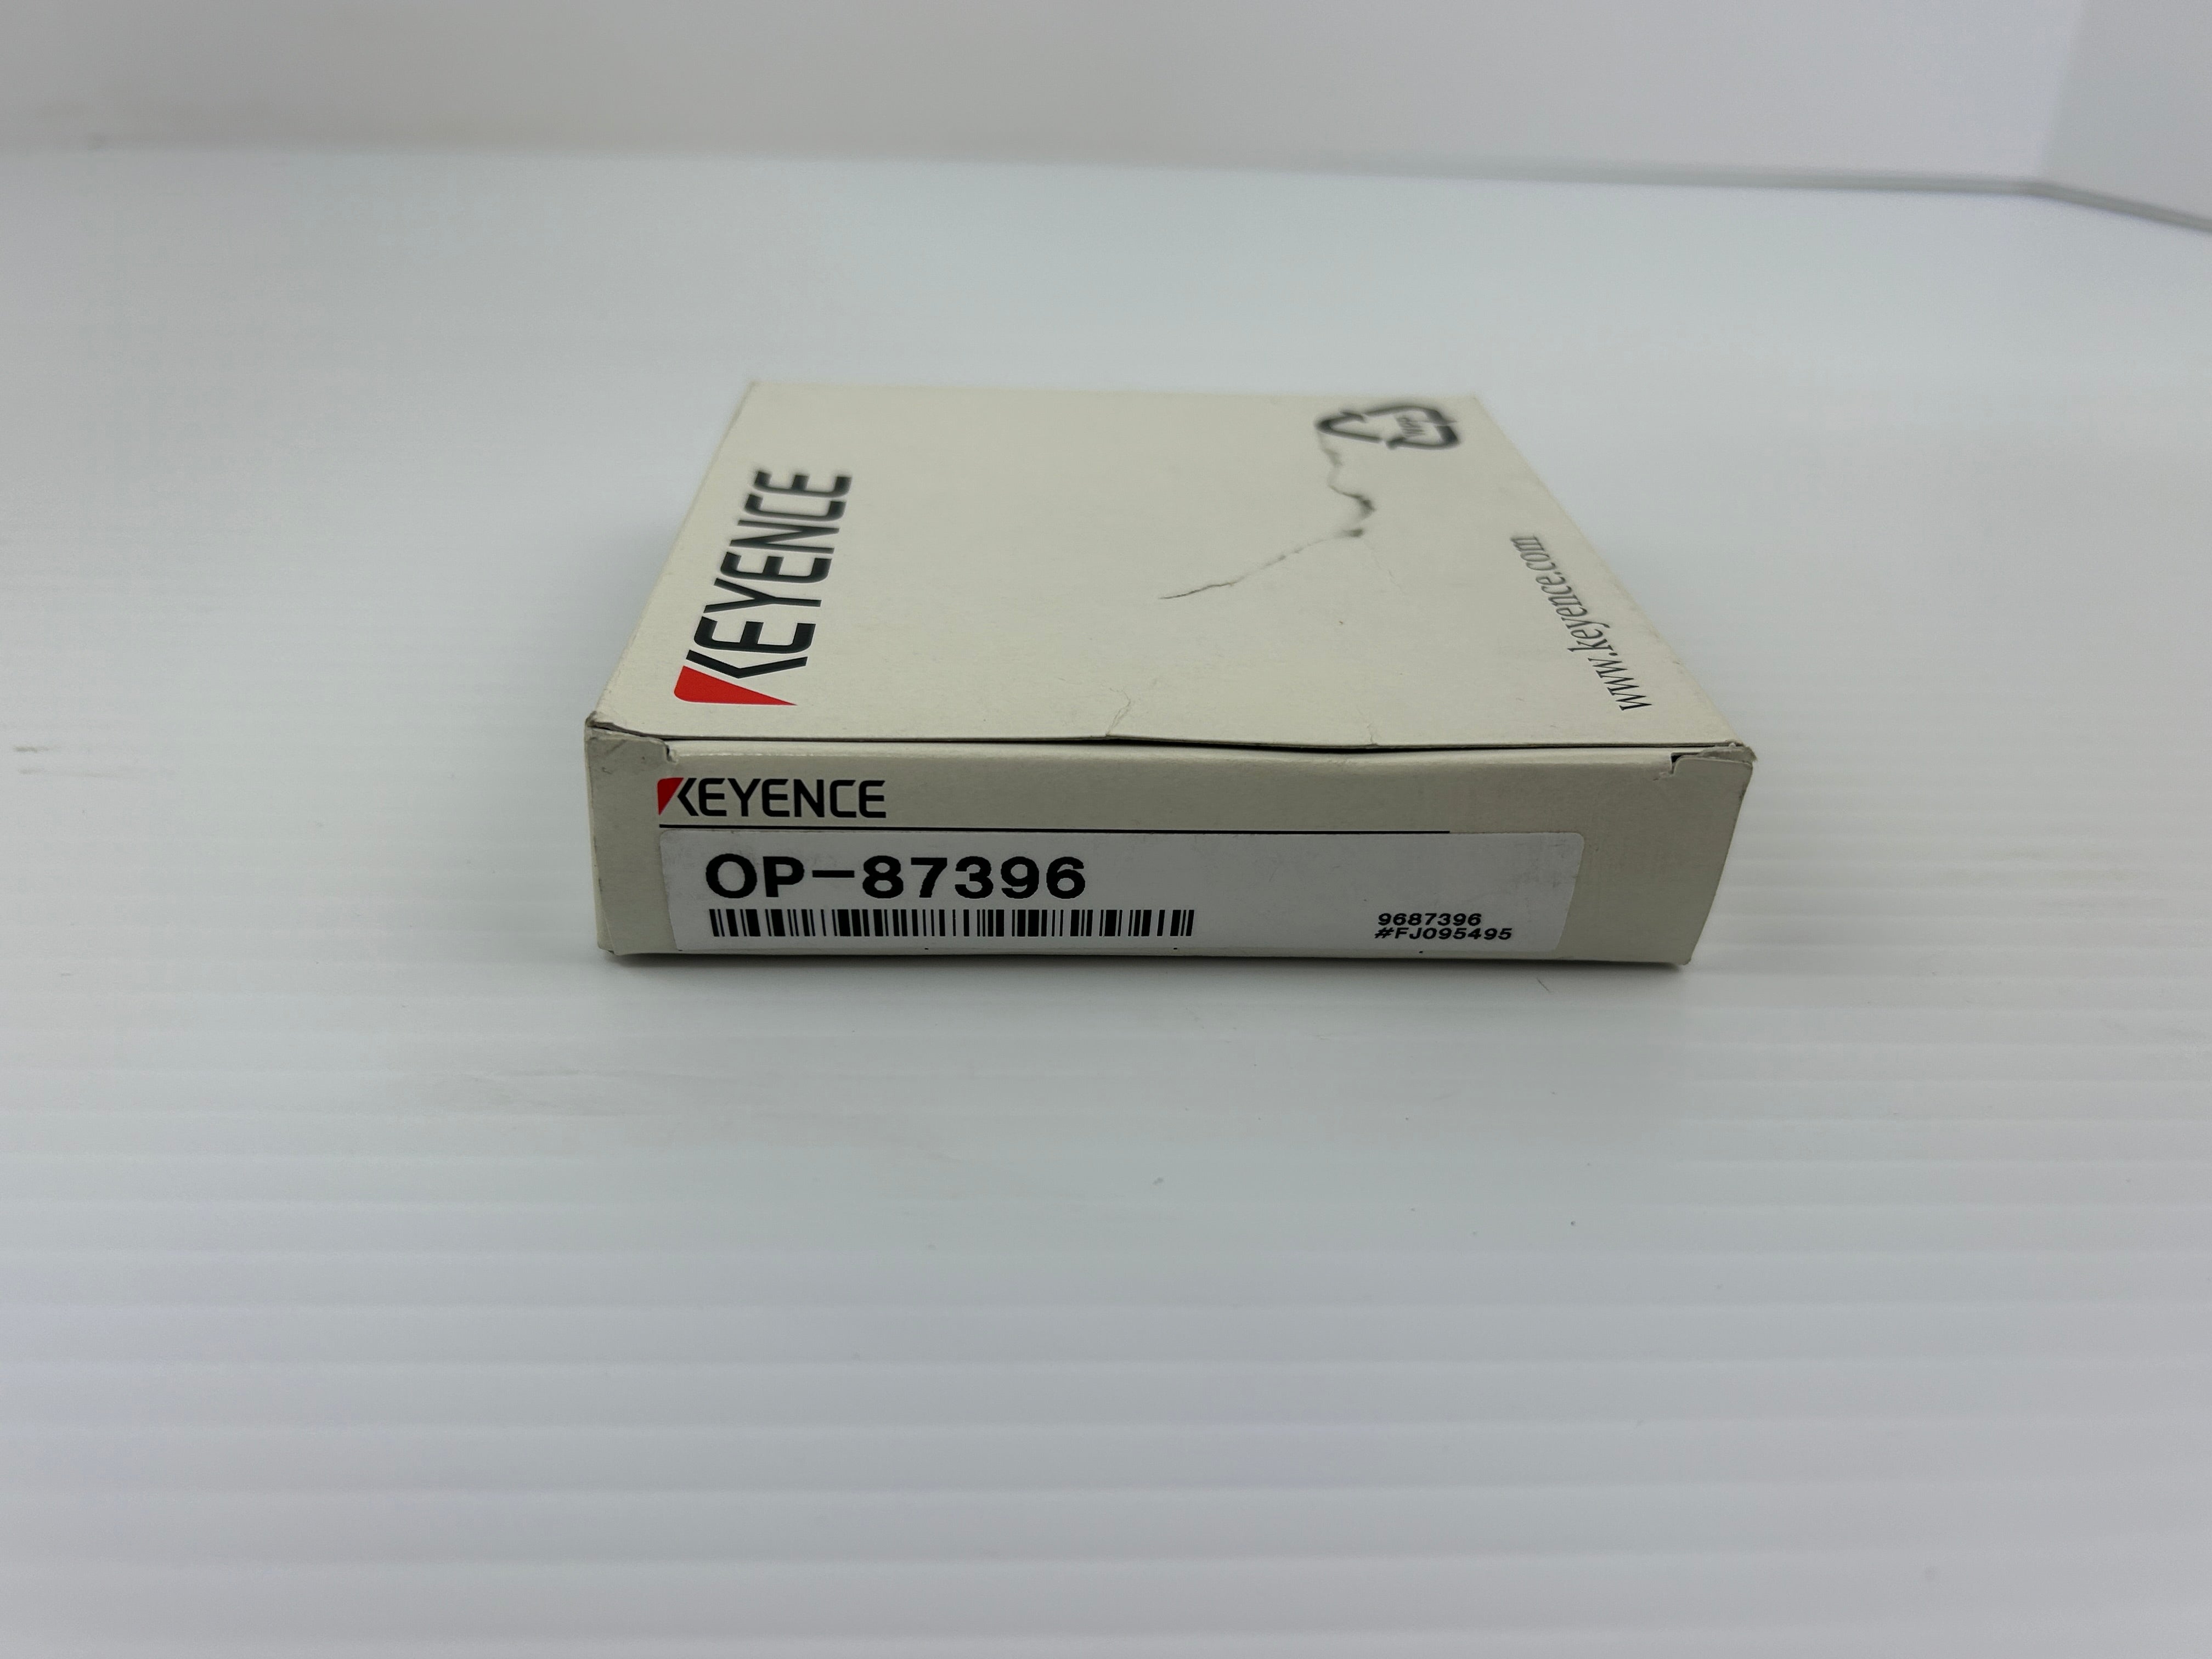 KEYENCE
www.keyence.com
KEYENCE
OP-87396
9687396
#FJ095495